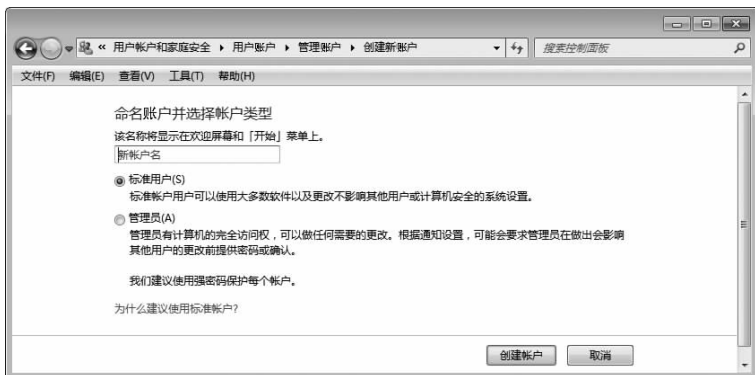 « 用户帐户和家庭安全 ▸ 用户账户 ▸ 管理账户 ▸ 创建新账户
搜索控制面板
文件(F) 编辑(E) 查看(V) 工具(T) 帮助(H)
命名账户并选择帐户类型
该名称将显示在欢迎屏幕和「开始」菜单上。
新帐户名
标准用户(S)
标准帐户用户可以使用大多数软件以及更改不影响其他用户或计算机安全的系统设置。
管理员(A)
管理员有计算机的完全访问权，可以做任何需要的更改。根据通知设置，可能会要求管理员在做出会影响
其他用户的更改前提供密码或确认。
我们建议使用强密码保护每个帐户。
为什么建议使用标准帐户?
创建帐户 取消